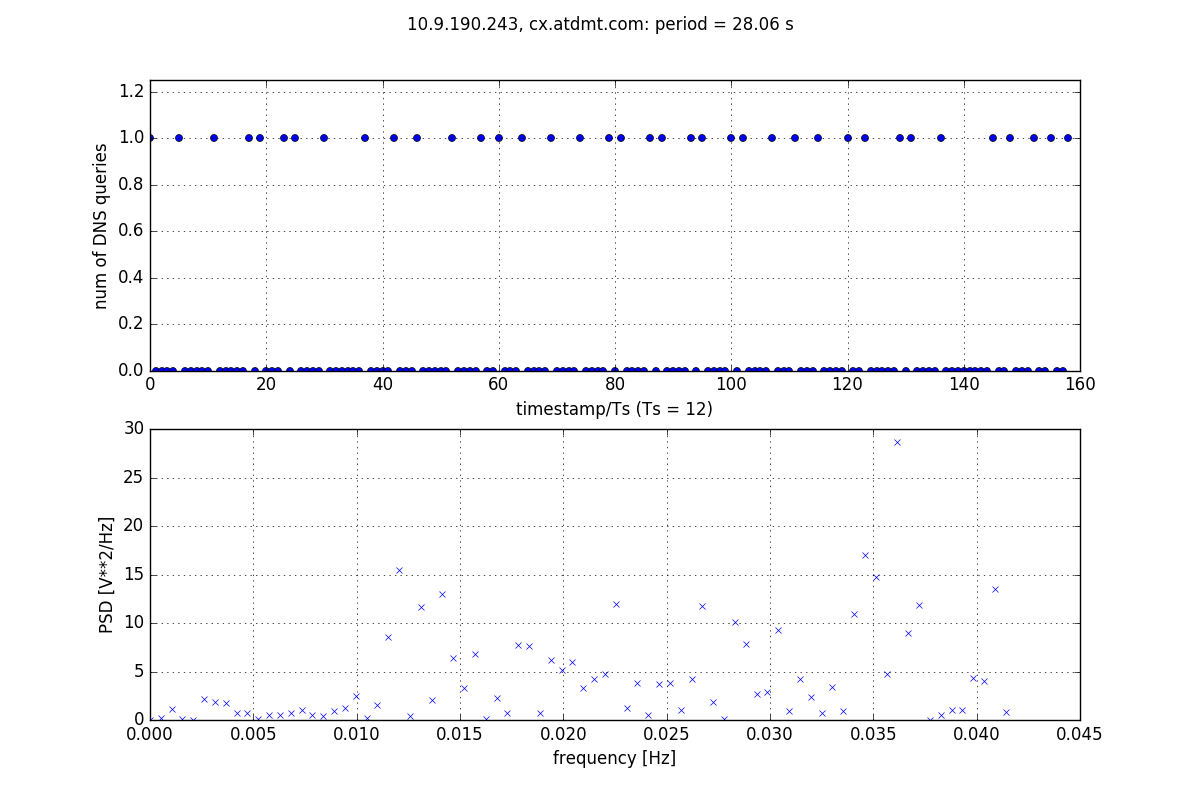 10.9.190.243, cx.atdmt.com: period = 28.06 s
num of DNS queries
1.2
1.0
0.8
0.6
0.4
0.2
0.0
0 20 40 60 80 100 120 140 160
timestamp/Ts (Ts = 12)
PSD [V**2/Hz]
30
25
20
15
10
5
0
0.000 0.005 0.010 0.015 0.020 0.025 0.030 0.035 0.040 0.045
frequency [Hz]